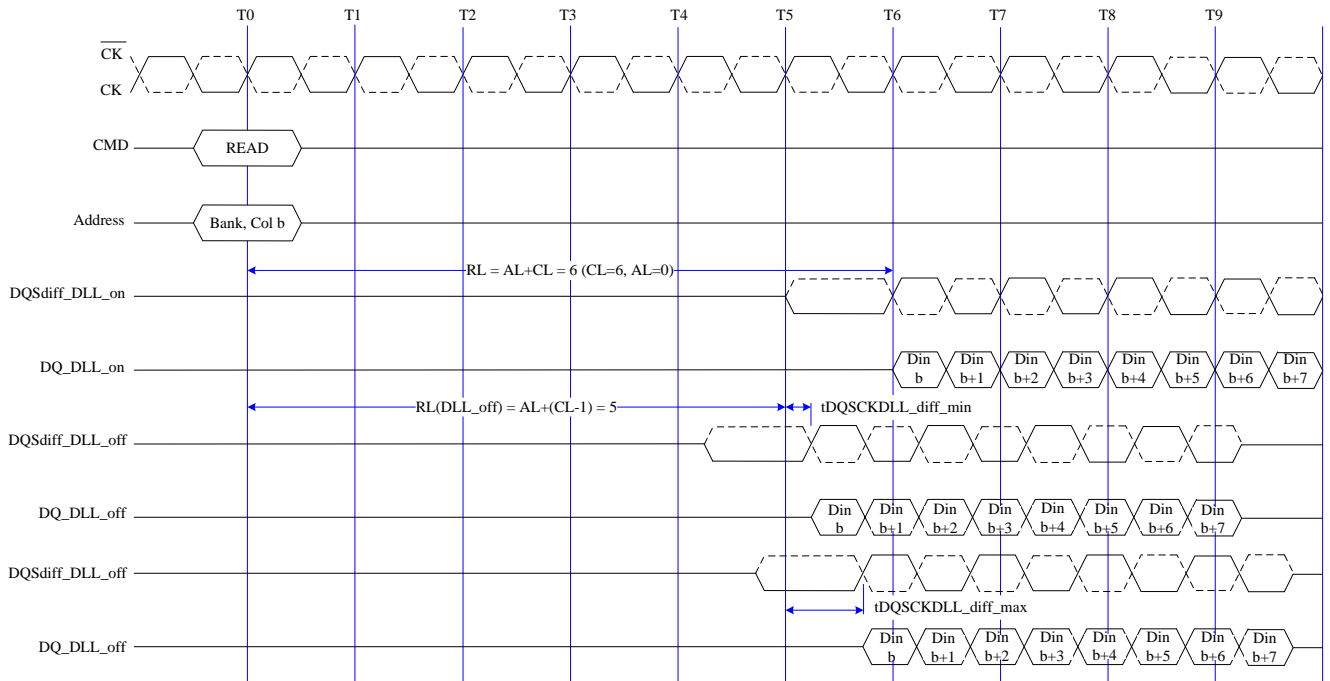 T0 T1 T2 T3 T4 T5 T6 T7 T8 T9
CK
CK
CMD READ
Address Bank, Col b
RL = AL+CL = 6 (CL=6, AL=0)
DQSdiff_DLL_on
DQ_DLL_on Din b Din b+1 Din b+2 Din b+3 Din b+4 Din b+5 Din b+6 Din b+7
RL(DLL_off) = AL+(CL-1) = 5 tDQSCKDLL_diff_min
DQSdiff_DLL_off
DQ_DLL_off Din b Din b+1 Din b+2 Din b+3 Din b+4 Din b+5 Din b+6 Din b+7
DQSdiff_DLL_off
tDQSCKDLL_diff_max
DQ_DLL_off Din b Din b+1 Din b+2 Din b+3 Din b+4 Din b+5 Din b+6 Din b+7